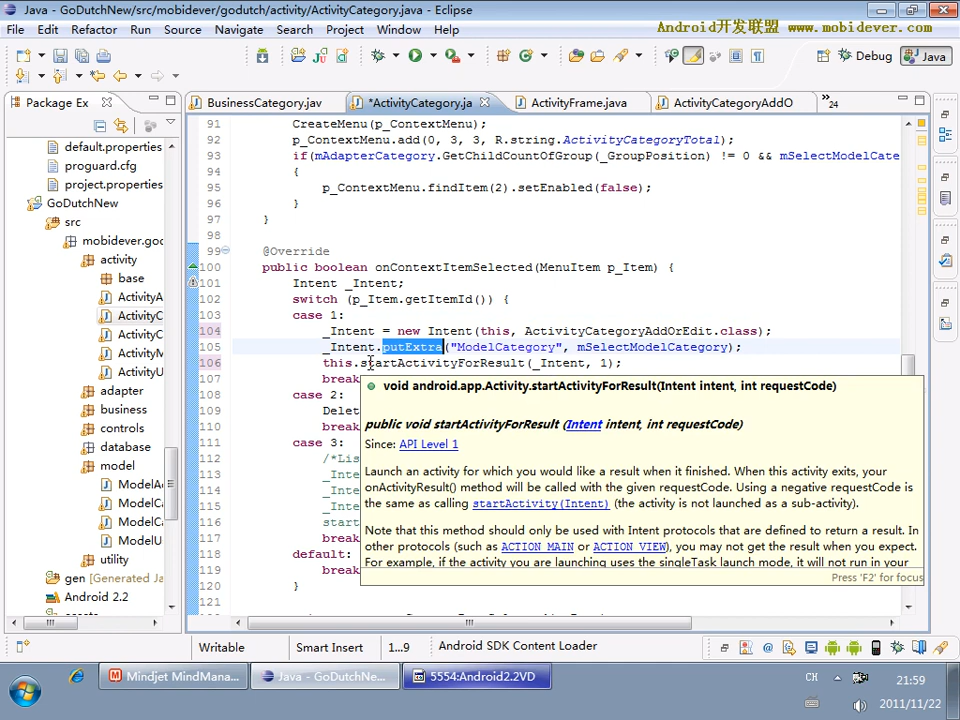 Java - GoDutchNew/src/mobidever/godutch/activity/ActivityCategory.java - Eclipse
File Edit Refactor Run Source Navigate Search Project Window Help
Android开发联盟 www.mobidever.com
Debug Java
Package Ex
BusinessCategory.jav *ActivityCategory.ja ActivityFrame.java ActivityCategoryAddO 24
default.properties
proguard.cfg
project.properties
GoDutchNew
src
mobidever.goc
activity
base
ActivityA
ActivityC
ActivityC
ActivityM
ActivityU
adapter
business
controls
database
model
ModelAc
ModelCa
ModelCa
ModelU
utility
gen [Generated Ja
Android 2.2
91 CreateMenu(p_ContextMenu);
92 p_ContextMenu.add(0, 3, 3, R.string.ActivityCategoryTotal);
93 if(mAdapterCategory.GetChildCountOfGroup(_GroupPosition) != 0 && mSelectModelCate
94 {
95 p_ContextMenu.findItem(2).setEnabled(false);
96 }
97 }
98
99 @Override
100 public boolean onContextItemSelected(MenuItem p_Item) {
101 Intent _Intent;
102 switch (p_Item.getItemId()) {
103 case 1:
104 _Intent = new Intent(this, ActivityCategoryAddOrEdit.class);
105 _Intent.putExtra("ModelCategory", mSelectModelCategory);
106 this.startActivityForResult(_Intent, 1);
107 break
108 case 2:
109 Delet
110 break
111 case 3:
112 /*Lis
113 _Inte
114 _Inte
115 _Inte
116 start
117 break
118 default:
119 break
120 }
121
void android.app.Activity.startActivityForResult(Intent intent, int requestCode)
public void startActivityForResult (Intent intent, int requestCode)
Since: API Level 1
Launch an activity for which you would like a result when it finished. When this activity exits, your
onActivityResult() method will be called with the given requestCode. Using a negative requestCode is
the same as calling startActivity(Intent) (the activity is not launched as a sub-activity).
Note that this method should only be used with Intent protocols that are defined to return a result. In
other protocols (such as ACTION_MAIN or ACTION_VIEW), you may not get the result when you expect.
For example, if the activity you are launching uses the singleTask launch mode, it will not run in your
Press 'F2' for focus
Writable Smart Insert 1...9 Android SDK Content Loader
Mindjet MindMana... Java - GoDutchNe... 5554:Android2.2VD
CH 21:59
2011/11/22